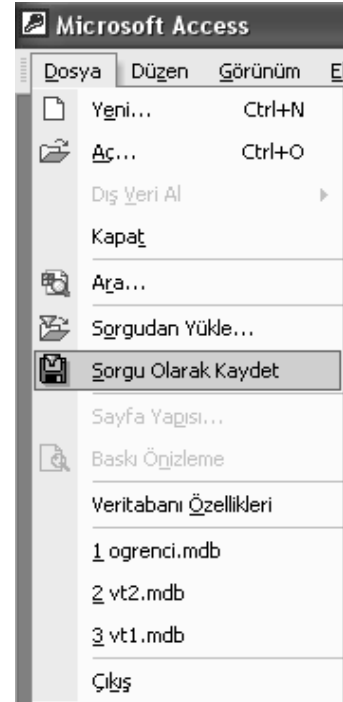 Microsoft Access
Dosya Düzen Görünüm E
Yeni... Ctrl+N
Aç... Ctrl+O
Dış Veri Al
Kapat
Ara...
Sorgudan Yükle...
Sorgu Olarak Kaydet
Sayfa Yapısı...
Baskı Önizleme
Veritabanı Özellikleri
1 ogrenci.mdb
2 vt2.mdb
3 vt1.mdb
Çıkış